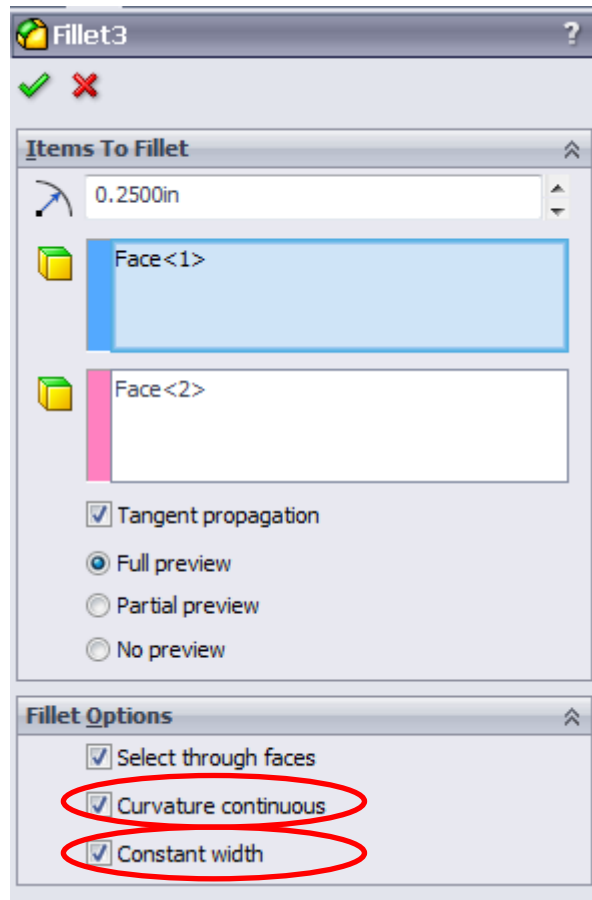 Fillet3 ?
Items To Fillet
0.2500in
Face<1>
Face<2>
Tangent propagation
Full preview
Partial preview
No preview
Fillet Options
Select through faces
Curvature continuous
Constant width